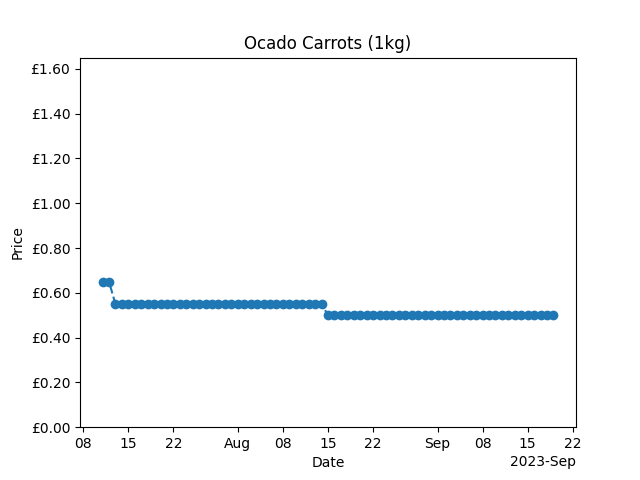 Ocado Carrots (1kg)
£1.60
£1.40
£1.20
£1.00
£0.80
£0.60
£0.40
£0.20
£0.00
Price
08 15 22 Aug 08 15 22 Sep 08 15 22
Date
2023-Sep